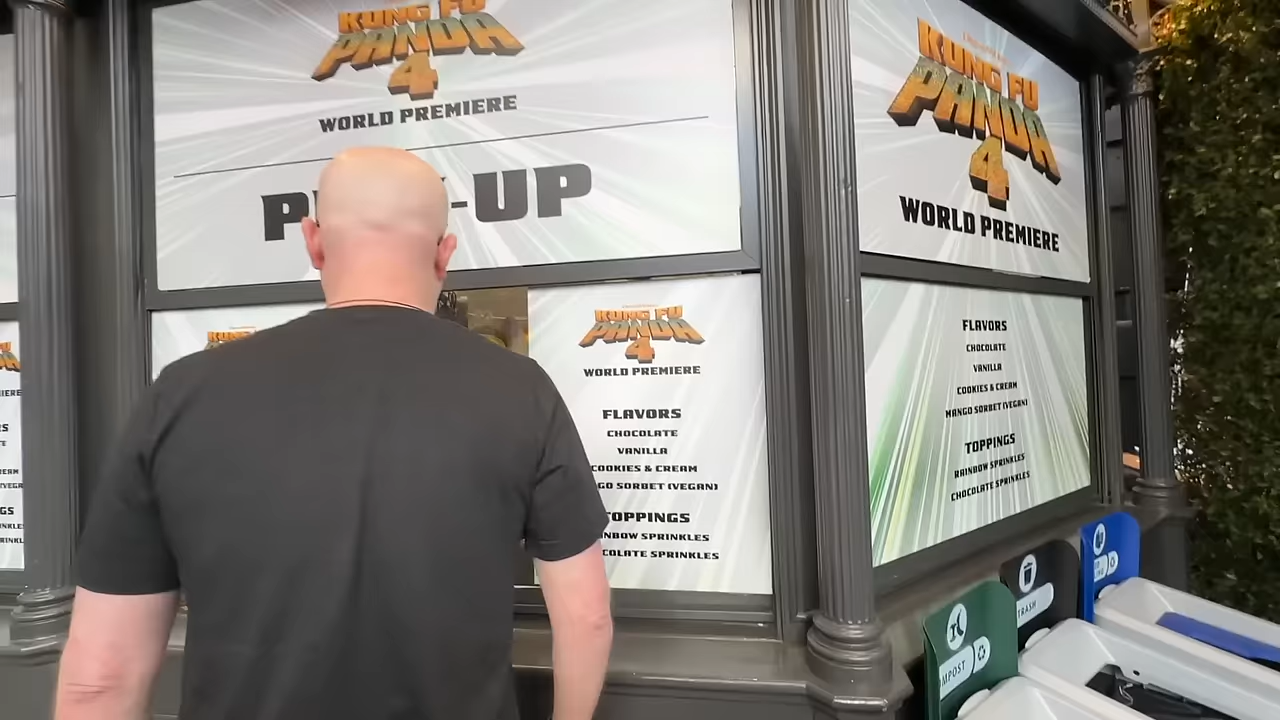 KUNG FU
PANDA
4
WORLD PREMIERE
-UP
KUNG FU
PANDA
4
WORLD PREMIERE
FLAVORS
CHOCOLATE
VANILLA
COOKIES & CREAM
MANGO SORBET (VEGAN)
TOPPINGS
RAINBOW SPRINKLES
CHOCOLATE SPRINKLES
KUNG FU
PANDA
4
WORLD PREMIERE
FLAVORS
CHOCOLATE
VANILLA
COOKIES & CREAM
SORBET (VEGAN)
TOPPINGS
SPRINKLES
SPRINKLES
TRASH